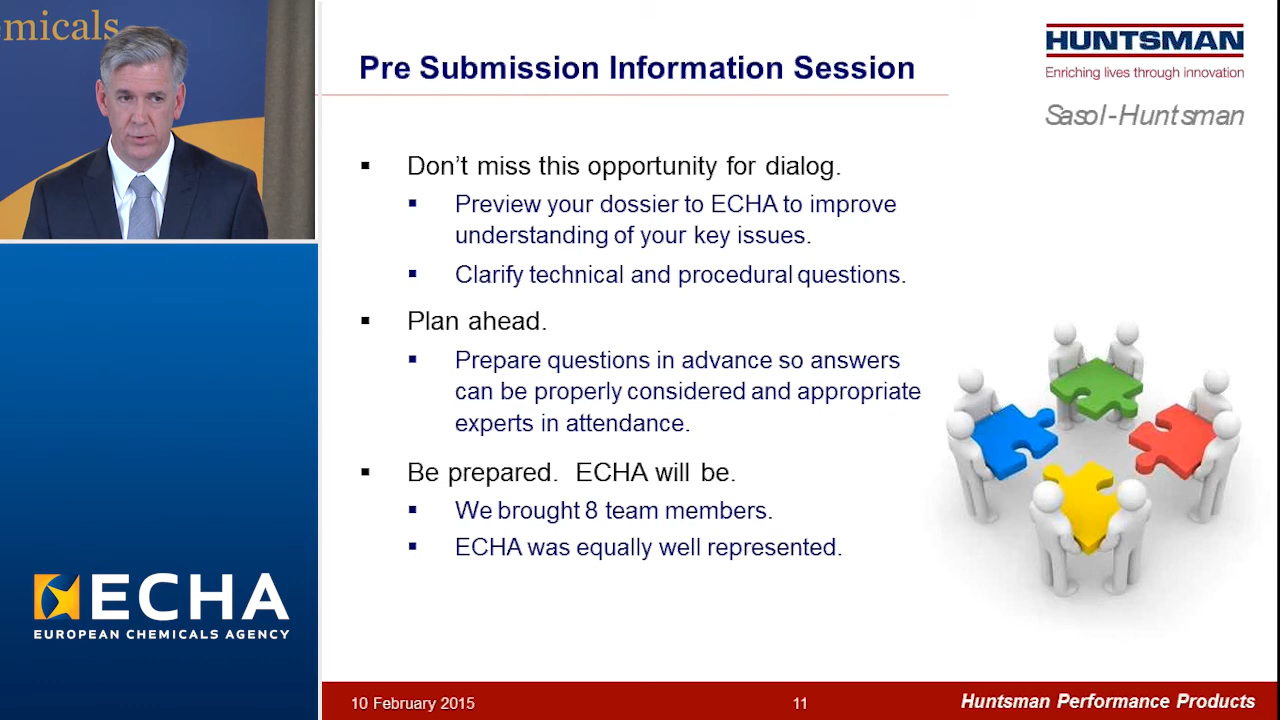 emicals
Pre Submission Information Session
HUNTSMAN
Enriching lives through innovation
Sasol-Huntsman
▪ Don't miss this opportunity for dialog.
▪ Preview your dossier to ECHA to improve
understanding of your key issues.
▪ Clarify technical and procedural questions.
▪ Plan ahead.
▪ Prepare questions in advance so answers
can be properly considered and appropriate
experts in attendance.
▪ Be prepared. ECHA will be.
▪ We brought 8 team members.
▪ ECHA was equally well represented.
ECHA
EUROPEAN CHEMICALS AGENCY
10 February 2015
11
Huntsman Performance Products